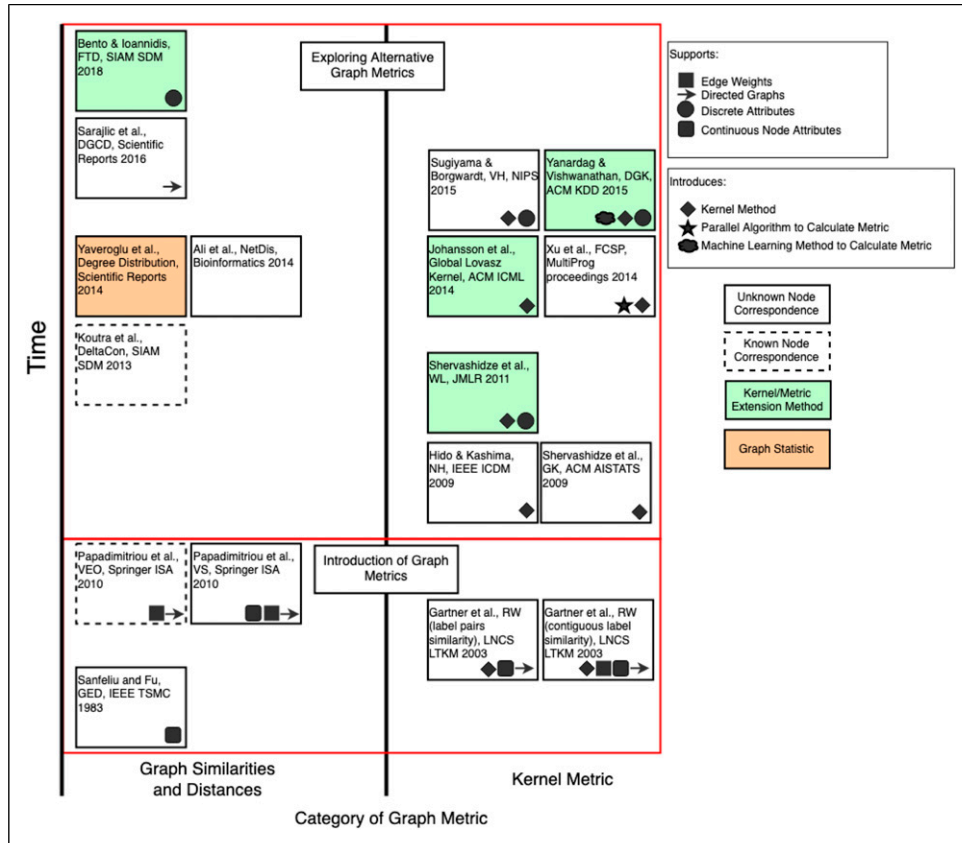 Bento & Ioannidis,
FTD, SIAM SDM
2018
Exploring Alternative
Graph Metrics
Supports:
Edge Weights
Directed Graphs
Discrete Attributes
Continuous Node Attributes
Sarajlic et al.,
DGCD, Scientific
Reports 2016
Sugiyama &
Borgwardt, VH, NIPS
2015
Yanardag &
Vishwanathan, DGK,
ACM KDD 2015
Introduces:
Kernel Method
Parallel Algorithm to Calculate Metric
Machine Learning Method to Calculate Metric
Yaveroglu et al.,
Degree Distribution,
Scientific Reports
2014
Ali et al., NetDis,
Bioinformatics 2014
Johansson et al.,
Global Lovasz
Kernel, ACM ICML
2014
Xu et al., FCSP,
MultiProg
proceedings 2014
Unknown Node
Correspondence
Known Node
Correspondence
Kernel/Metric
Extension Method
Graph Statistic
Time
Koutra et al.,
DeltaCon, SIAM
SDM 2013
Shervashidze et al.,
WL, JMLR 2011
Hido & Kashima,
NH, IEEE ICDM
2009
Shervashidze et al.,
GK, ACM AISTATS
2009
Papadimitriou et al.,
VEO, Springer ISA
2010
Papadimitriou et al.,
VS, Springer ISA
2010
Introduction of Graph
Metrics
Gartner et al., RW
(label pairs
similarity), LNCS
LTKM 2003
Gartner et al., RW
(contiguous label
similarity), LNCS
LTKM 2003
Sanfeliu and Fu,
GED, IEEE TSMC
1983
Graph Similarities
and Distances
Kernel Metric
Category of Graph Metric